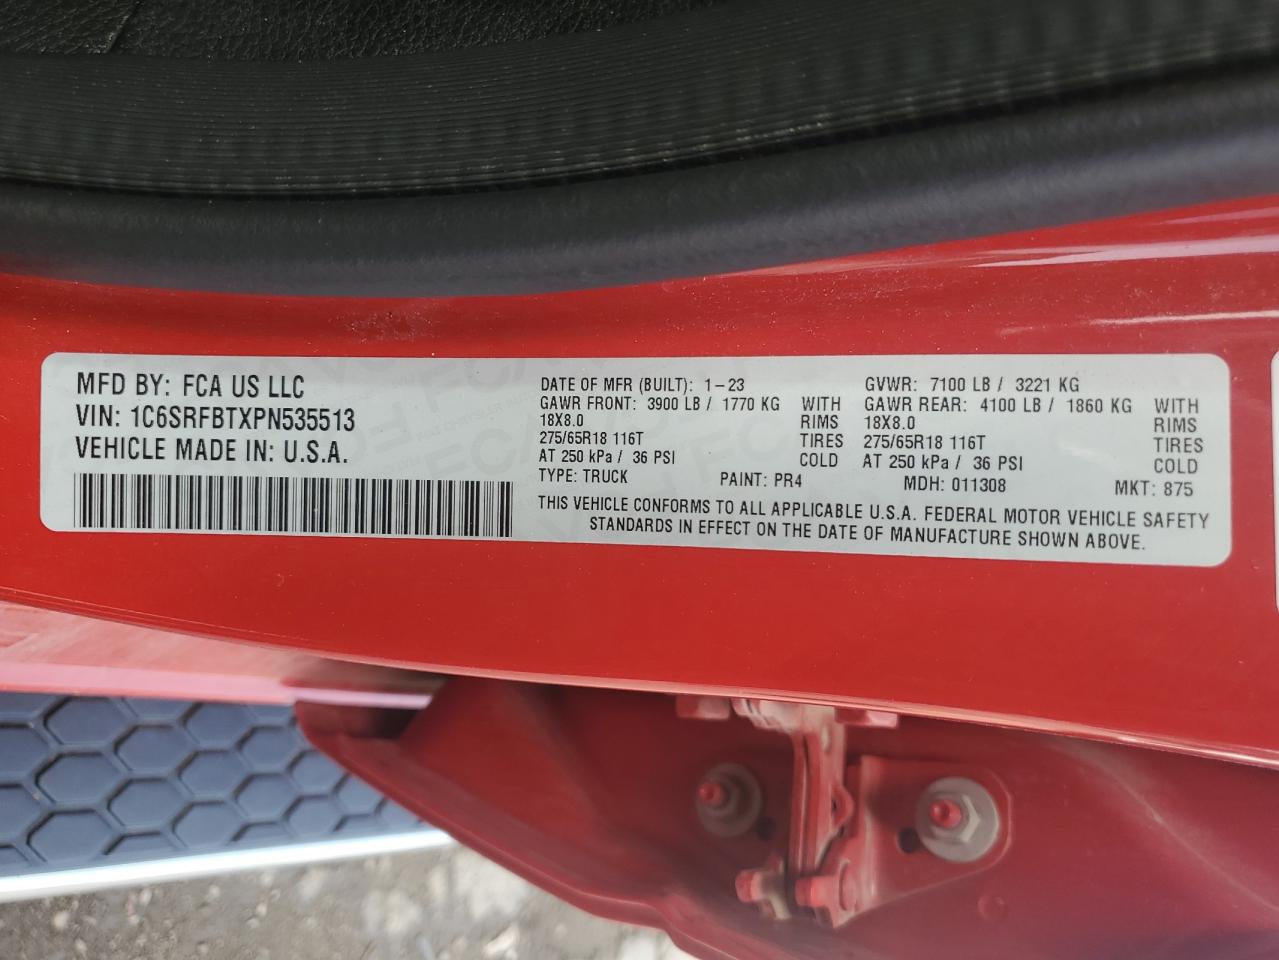 MFD BY: FCA US LLC
VIN: 1C6SRFBTXPN535513
VEHICLE MADE IN: U.S.A.
DATE OF MFR (BUILT): 1-23 GVWR: 7100 LB / 3221 KG
GAWR FRONT: 3900 LB / 1770 KG WITH GAWR REAR: 4100 LB / 1860 KG WITH
18X8.0 RIMS 18X8.0 RIMS
275/65R18 116T TIRES 275/65R18 116T TIRES
AT 250 kPa / 36 PSI COLD AT 250 kPa / 36 PSI COLD
TYPE: TRUCK PAINT: PR4 MDH: 011308 MKT: 875
THIS VEHICLE CONFORMS TO ALL APPLICABLE U.S.A. FEDERAL MOTOR VEHICLE SAFETY
STANDARDS IN EFFECT ON THE DATE OF MANUFACTURE SHOWN ABOVE.